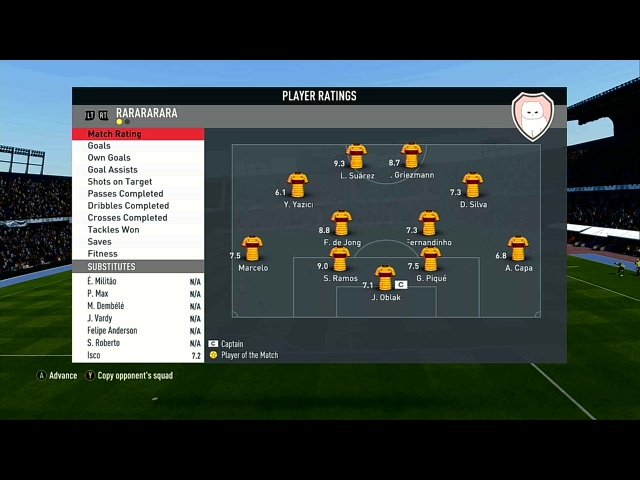 PLAYER RATINGS
LT RT RARARARARA
Match Rating
Goals
Own Goals
Goal Assists
Shots on Target
Passes Completed
Dribbles Completed
Crosses Completed
Tackles Won
Saves
Fitness
SUBSTITUTES
É. Militão N/A
P. Max N/A
M. Dembélé N/A
J. Vardy N/A
Felipe Anderson N/A
S. Roberto N/A
Isco 7.2
9.3 8.7
L. Suárez . Griezmann
6.1 7.3
Y. Yazici D. Silva
8.8 7.3
F. de Jong Fernandinho
7.5 6.8
Marcelo A. Capa
9.0 7.5
S. Ramos G. Piqué
7.1 C
J. Oblak
C Captain
Player of the Match
A Advance Y Copy opponent's squad